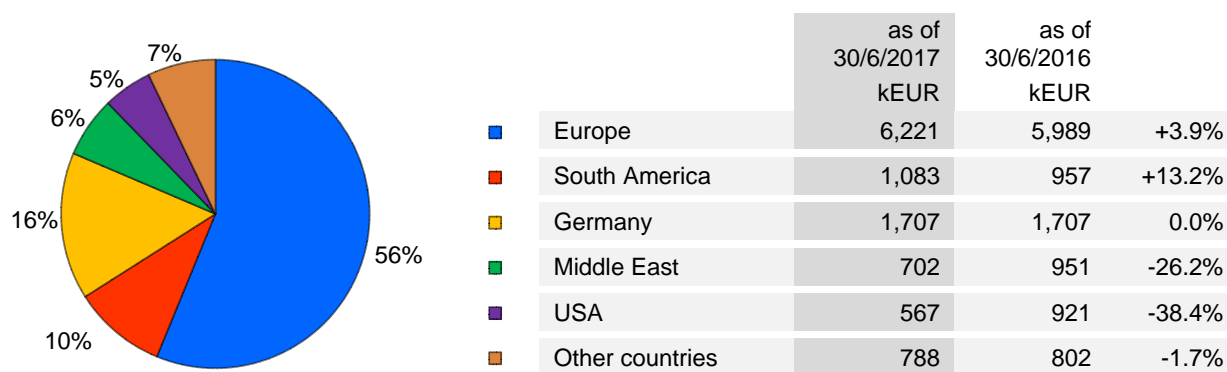 7%
5%
6%
16%
10%
56%
as of as of
30/6/2017 30/6/2016
kEUR kEUR
Europe 6,221 5,989 +3.9%
South America 1,083 957 +13.2%
Germany 1,707 1,707 0.0%
Middle East 702 951 -26.2%
USA 567 921 -38.4%
Other countries 788 802 -1.7%